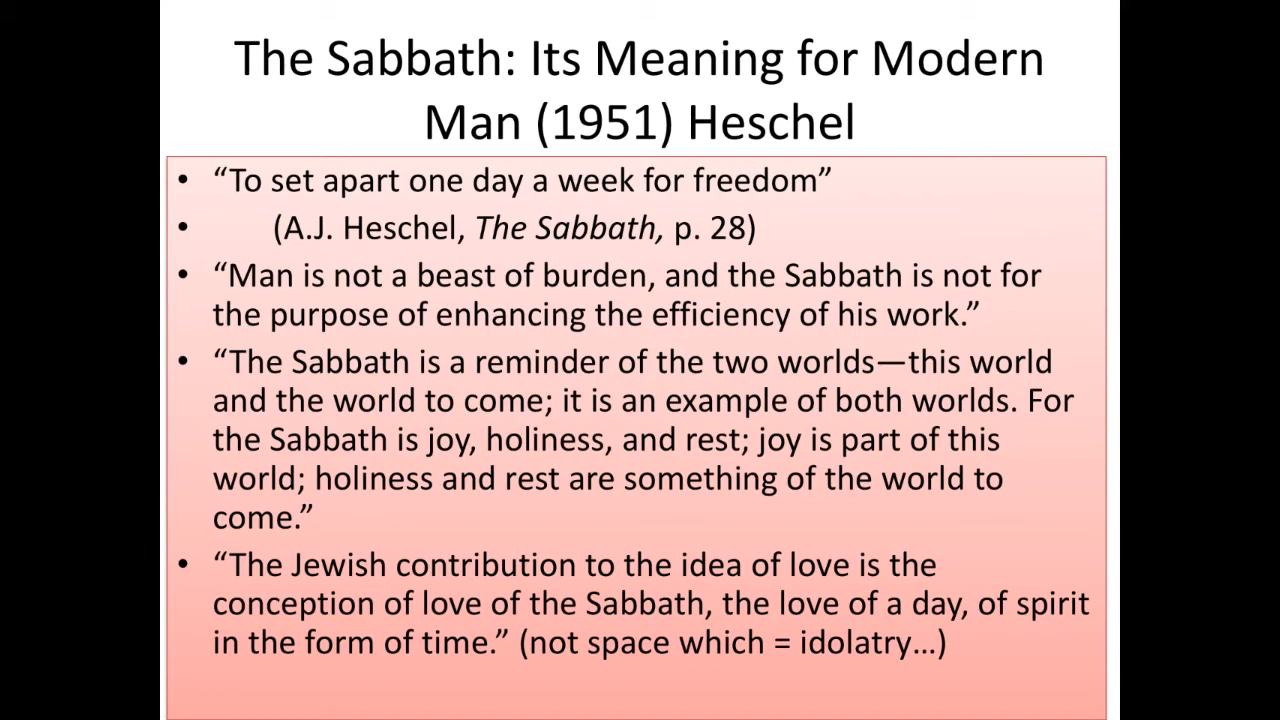 The Sabbath: Its Meaning for Modern
Man (1951) Heschel
• “To set apart one day a week for freedom”
• (A.J. Heschel, The Sabbath, p. 28)
• “Man is not a beast of burden, and the Sabbath is not for
the purpose of enhancing the efficiency of his work.”
• “The Sabbath is a reminder of the two worlds—this world
and the world to come; it is an example of both worlds. For
the Sabbath is joy, holiness, and rest; joy is part of this
world; holiness and rest are something of the world to
come.”
• “The Jewish contribution to the idea of love is the
conception of love of the Sabbath, the love of a day, of spirit
in the form of time.” (not space which = idolatry…)